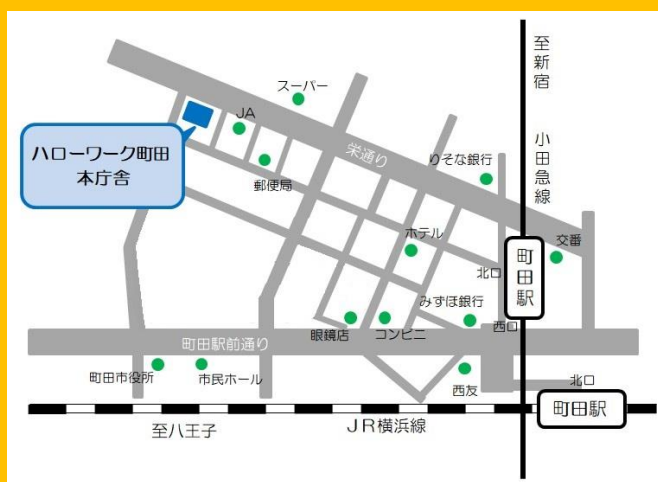 至新宿
小田急線
スーパー
JA
ハローワーク町田
本庁舎
郵便局
栄通り
りそな銀行
交番
ホテル
北口
町田駅
みずほ銀行
西口
町田駅前通り
眼鏡店
コンビニ
町田市役所
市民ホール
西友
北口
町田駅
至八王子
JR横浜線